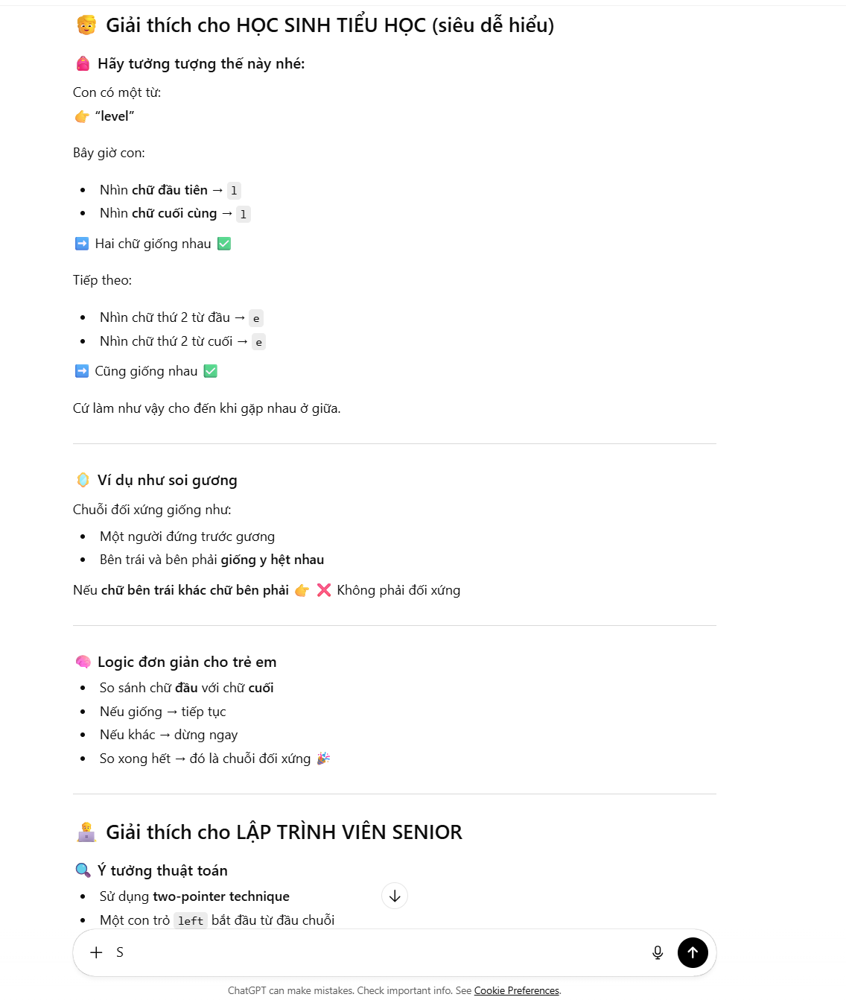 Giải thích cho HỌC SINH TIỂU HỌC (siêu dễ hiểu)
Hãy tưởng tượng thế này nhé:
Con có một từ:
👉 “level”
Bây giờ con:
• Nhìn chữ đầu tiên → l
• Nhìn chữ cuối cùng → l
➡️ Hai chữ giống nhau ✅
Tiếp theo:
• Nhìn chữ thứ 2 từ đầu → e
• Nhìn chữ thứ 2 từ cuối → e
➡️ Cũng giống nhau ✅
Cứ làm như vậy cho đến khi gặp nhau ở giữa.
Ví dụ như soi gương
Chuỗi đối xứng giống như:
• Một người đứng trước gương
• Bên trái và bên phải giống y hệt nhau
Nếu chữ bên trái khác chữ bên phải 👉 ❌ Không phải đối xứng
Logic đơn giản cho trẻ em
• So sánh chữ đầu với chữ cuối
• Nếu giống → tiếp tục
• Nếu khác → dừng ngay
• So xong hết → đó là chuỗi đối xứng 🎉
Giải thích cho LẬP TRÌNH VIÊN SENIOR
Ý tưởng thuật toán
• Sử dụng two-pointer technique
• Một con trỏ left bắt đầu từ đầu chuỗi
S
ChatGPT can make mistakes. Check important info. See Cookie Preferences.